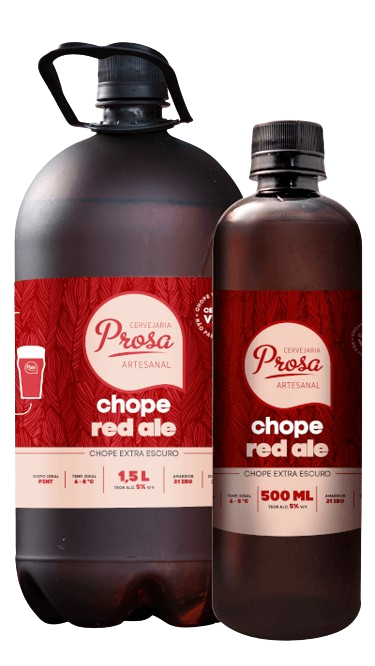 CERVEJARIA
Prosa
ARTESANAL
chope
red ale
CHOPE EXTRA ESCURO
COPO IDEAL
PINT
TEMP. IDEAL
6 - 8 °C
1,5 L
TEOR ALC. 5% V/V
AMARGOR
21 IBU
CERVEJARIA
Prosa
ARTESANAL
chope
red ale
CHOPE EXTRA ESCURO
TEMP. IDEAL
6 - 8 °C
500 ML
TEOR ALC. 5% V/V
AMARGOR
21 IBU